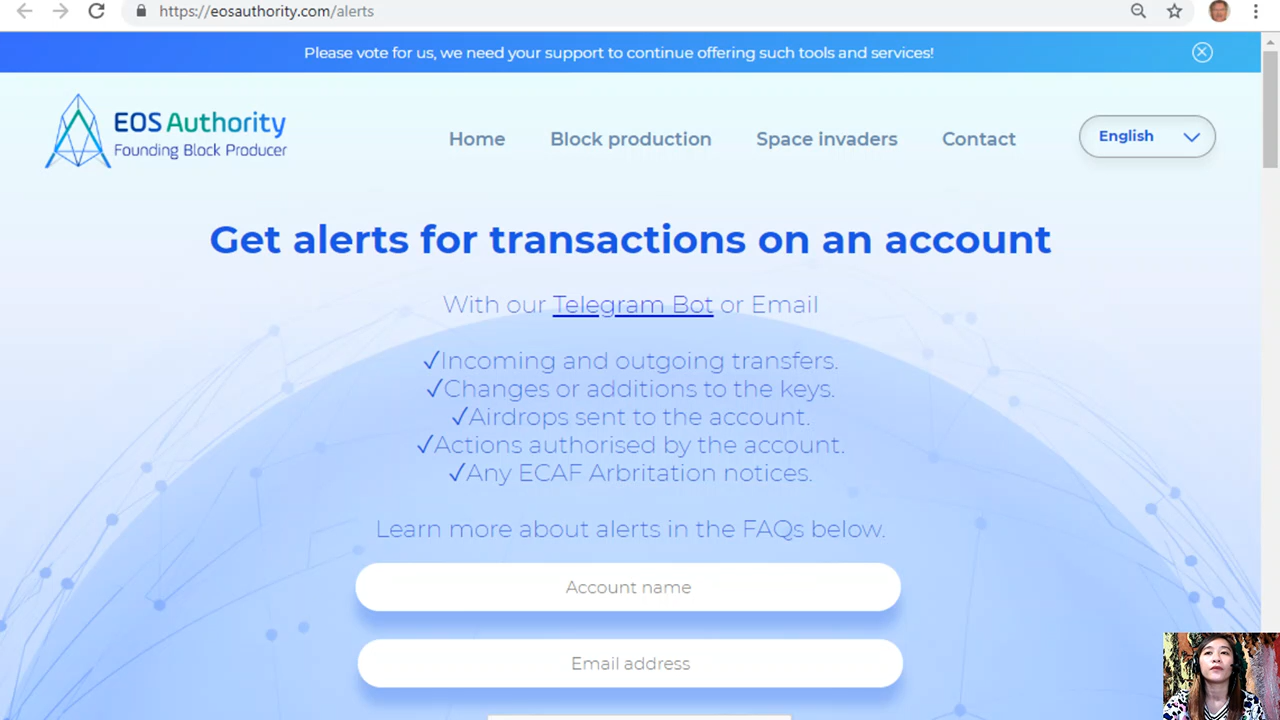 https://eosauthority.com/alerts
Please vote for us, we need your support to continue offering such tools and services!
EOS Authority
Founding Block Producer
Home
Block production
Space invaders
Contact
English
Get alerts for transactions on an account
With our Telegram Bot or Email
✓Incoming and outgoing transfers.
✓Changes or additions to the keys.
✓Airdrops sent to the account.
✓Actions authorised by the account.
✓Any ECAF Arbritation notices.
Learn more about alerts in the FAQs below.
Account name
Email address